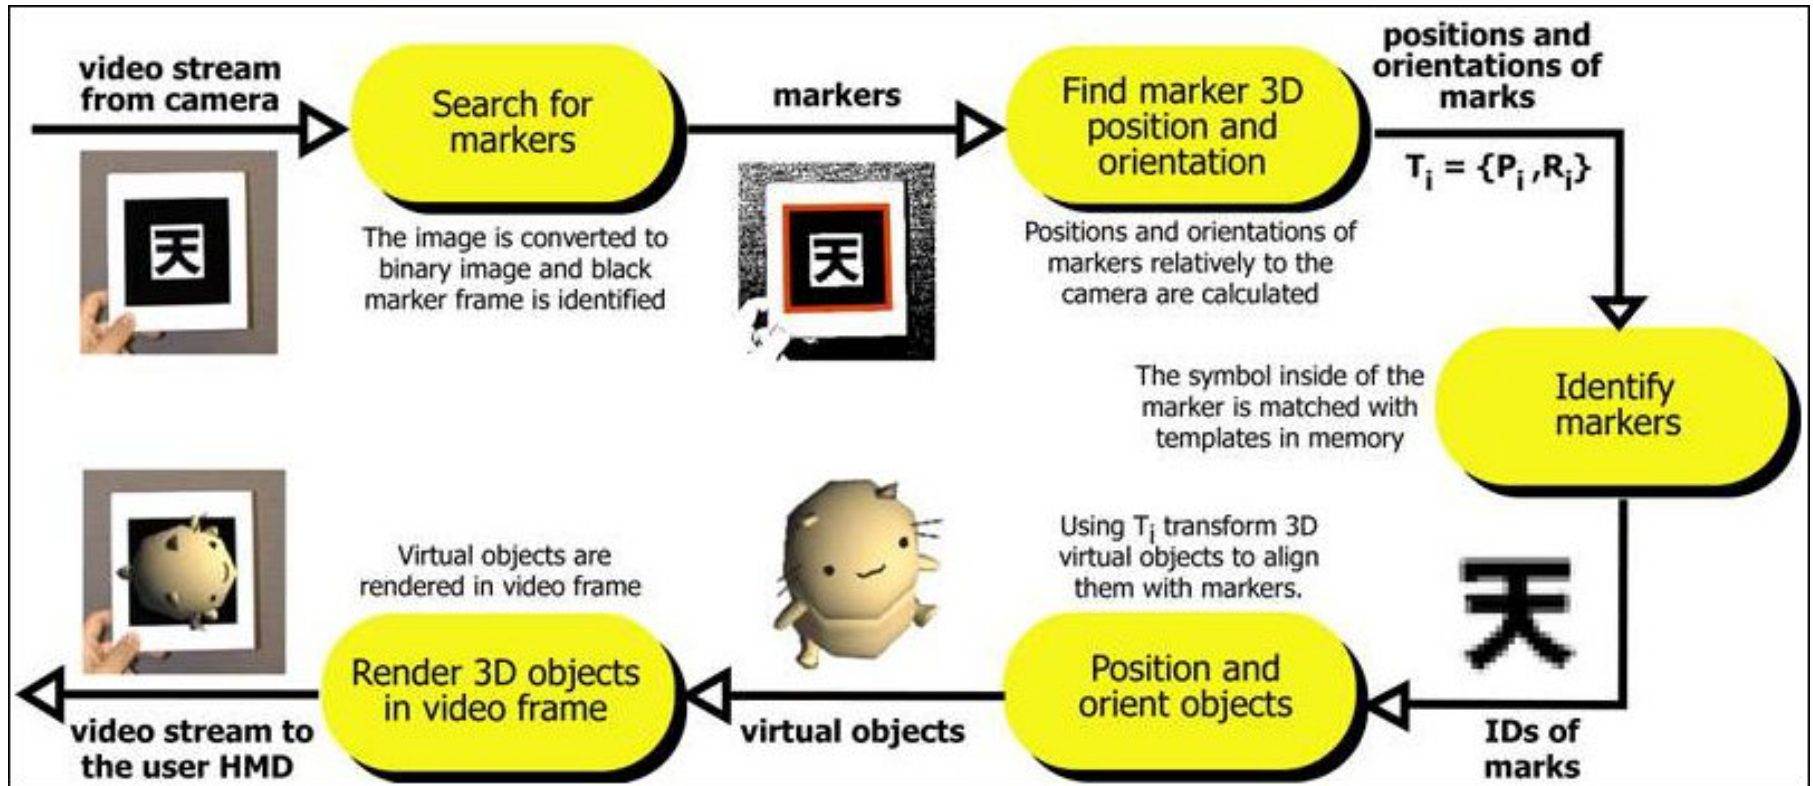 video stream
from camera
天
Search for
markers
The image is converted to
binary image and black
marker frame is identified
markers
天
Find marker 3D
position and
orientation
Positions and orientations of
markers relatively to the
camera are calculated
positions and
orientations of
marks
Ti = {Pi ,Ri}
Identify
markers
The symbol inside of the
marker is matched with
templates in memory
天
IDs of
marks
Using Ti transform 3D
virtual objects to align
them with markers.
Position and
orient objects
virtual objects
Virtual objects are
rendered in video frame
Render 3D objects
in video frame
video stream to
the user HMD